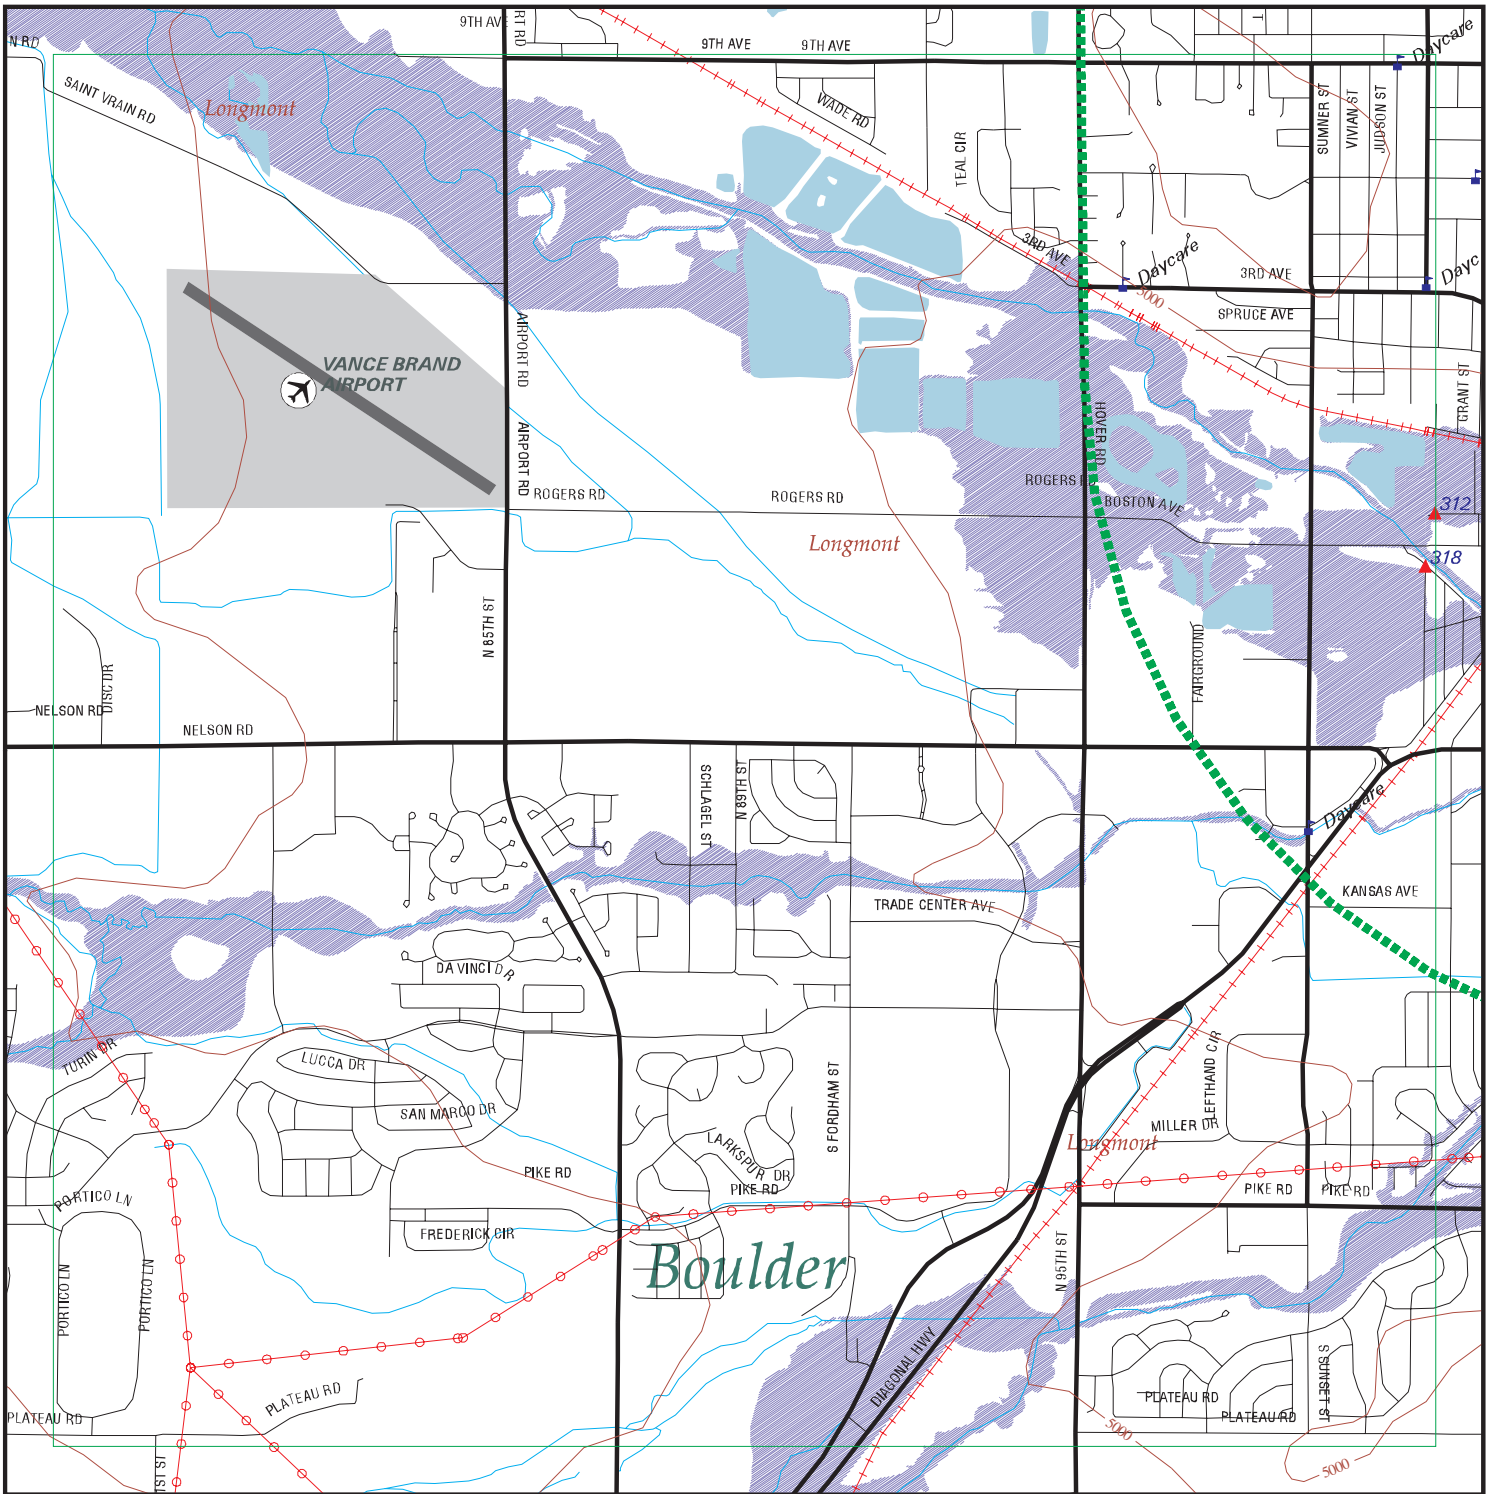 9TH AVE
RT RD
9TH AVE
9TH AVE
Daycare
N RD
SAINT VRAIN RD
Longmont
WADE RD
TEAL CIR
SUMNER ST
VIVIAN ST
JUDSON ST
3RD AVE
Daycare
3RD AVE
Dayc
5000
SPRUCE AVE
AIRPORT RD
VANCE BRAND
AIRPORT
GRANT ST
HOVER RD
AIRPORT RD
ROGERS RD
ROGERS RD
ROGERS RD
BOSTON AVE
312
Longmont
318
N 85TH ST
FAIRGROUND
DISC DR
NELSON RD
NELSON RD
SCHLAGEL ST
N 89TH ST
Daycare
KANSAS AVE
TRADE CENTER AVE
DA VINCI DR
TURIN DR
LUCCA DR
SAN MARCO DR
S FORDHAM ST
LEFTHAND CIR
MILLER DR
Longmont
LARKSPUR DR
PIKE RD
PIKE RD
PIKE RD
PIKE RD
PORTICO LN
FREDERICK CIR
Boulder
N 95TH ST
PORTICO LN
PORTICO LN
DIAGONAL HWY
S SUNSET ST
PLATEAU RD
PLATEAU RD
PLATEAU RD
PLATEAU RD
5000
5000
1ST ST